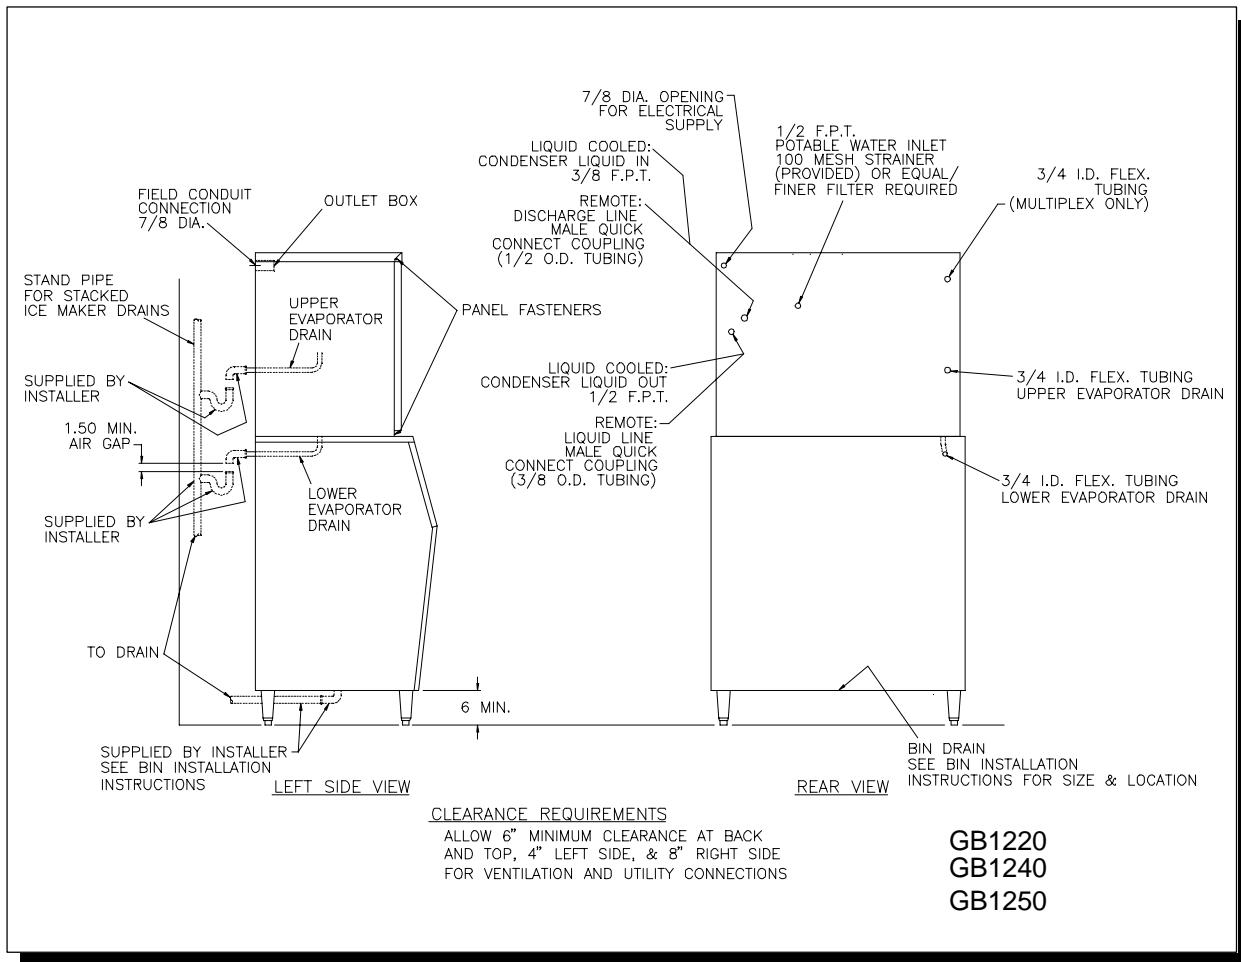 7/8 DIA. OPENING
FOR ELECTRICAL
SUPPLY
1/2 F.P.T.
POTABLE WATER INLET
100 MESH STRAINER
(PROVIDED) OR EQUAL/
FINER FILTER REQUIRED
LIQUID COOLED:
CONDENSER LIQUID IN
3/8 F.P.T.
3/4 I.D. FLEX.
TUBING
(MULTIPLEX ONLY)
FIELD CONDUIT
CONNECTION
7/8 DIA.
OUTLET BOX
REMOTE:
DISCHARGE LINE
MALE QUICK
CONNECT COUPLING
(1/2 O.D. TUBING)
STAND PIPE
FOR STACKED
ICE MAKER DRAINS
UPPER
EVAPORATOR
DRAIN
PANEL FASTENERS
SUPPLIED BY
INSTALLER
LIQUID COOLED:
CONDENSER LIQUID OUT
1/2 F.P.T.
3/4 I.D. FLEX. TUBING
UPPER EVAPORATOR DRAIN
1.50 MIN.
AIR GAP
REMOTE:
LIQUID LINE
MALE QUICK
CONNECT COUPLING
(3/8 O.D. TUBING)
3/4 I.D. FLEX. TUBING
LOWER EVAPORATOR DRAIN
LOWER
EVAPORATOR
DRAIN
SUPPLIED BY
INSTALLER
TO DRAIN
6 MIN.
SUPPLIED BY INSTALLER
SEE BIN INSTALLATION
INSTRUCTIONS
BIN DRAIN
SEE BIN INSTALLATION
INSTRUCTIONS FOR SIZE & LOCATION
LEFT SIDE VIEW
REAR VIEW
CLEARANCE REQUIREMENTS
ALLOW 6" MINIMUM CLEARANCE AT BACK
AND TOP, 4" LEFT SIDE, & 8" RIGHT SIDE
FOR VENTILATION AND UTILITY CONNECTIONS
GB1220
GB1240
GB1250